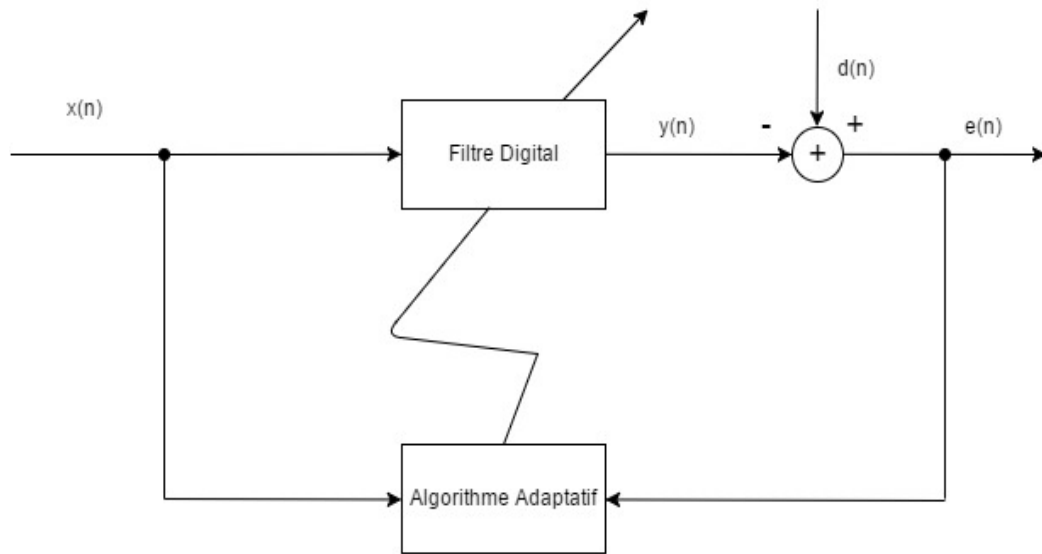 d(n)
x(n)
y(n)
-
+
e(n)
Filtre Digital
+
Algorithme Adaptatif